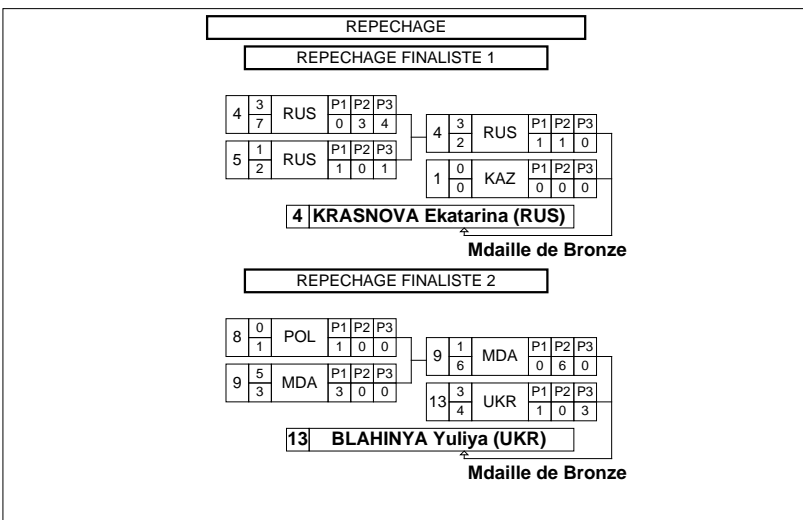 REPECHAGE
REPECHAGE FINALISTE 1
4 3 7 RUS P1 P2 P3 0 3 4
5 1 2 RUS P1 P2 P3 1 0 1
4 3 2 RUS P1 P2 P3 1 1 0
1 0 0 KAZ P1 P2 P3 0 0 0
4 KRASNOVA Ekatarina (RUS)
Mdaille de Bronze
REPECHAGE FINALISTE 2
8 0 1 POL P1 P2 P3 1 0 0
9 5 3 MDA P1 P2 P3 3 0 0
9 1 6 MDA P1 P2 P3 0 6 0
13 3 4 UKR P1 P2 P3 1 0 3
13 BLAHINYA Yuliya (UKR)
Mdaille de Bronze